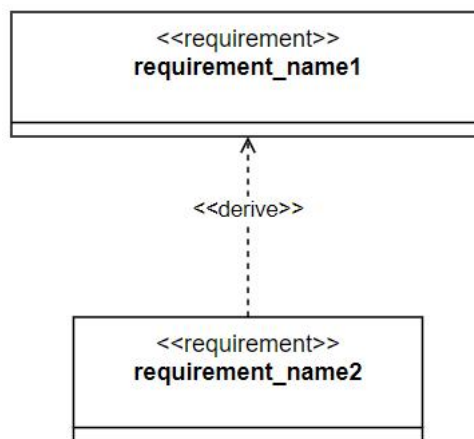 <<requirement>>
requirement_name1
<<derive>>
<<requirement>>
requirement_name2